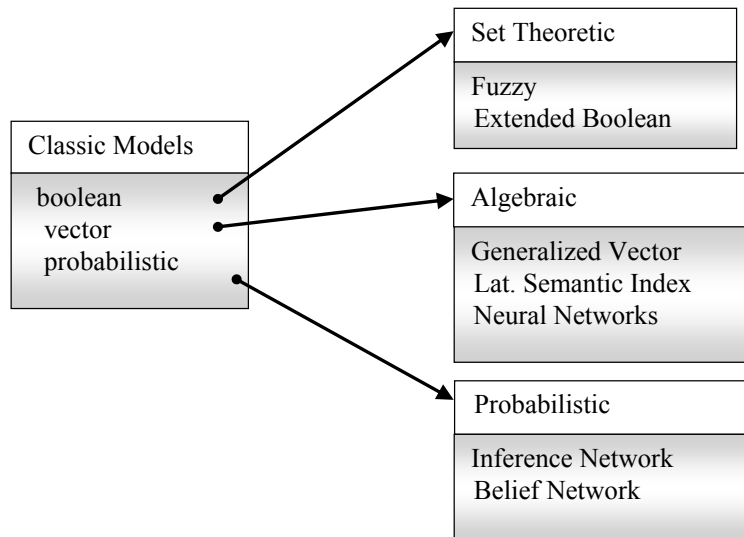 Classic Models
boolean
vector
probabilistic
Set Theoretic
Fuzzy
Extended Boolean
Algebraic
Generalized Vector
Lat. Semantic Index
Neural Networks
Probabilistic
Inference Network
Belief Network